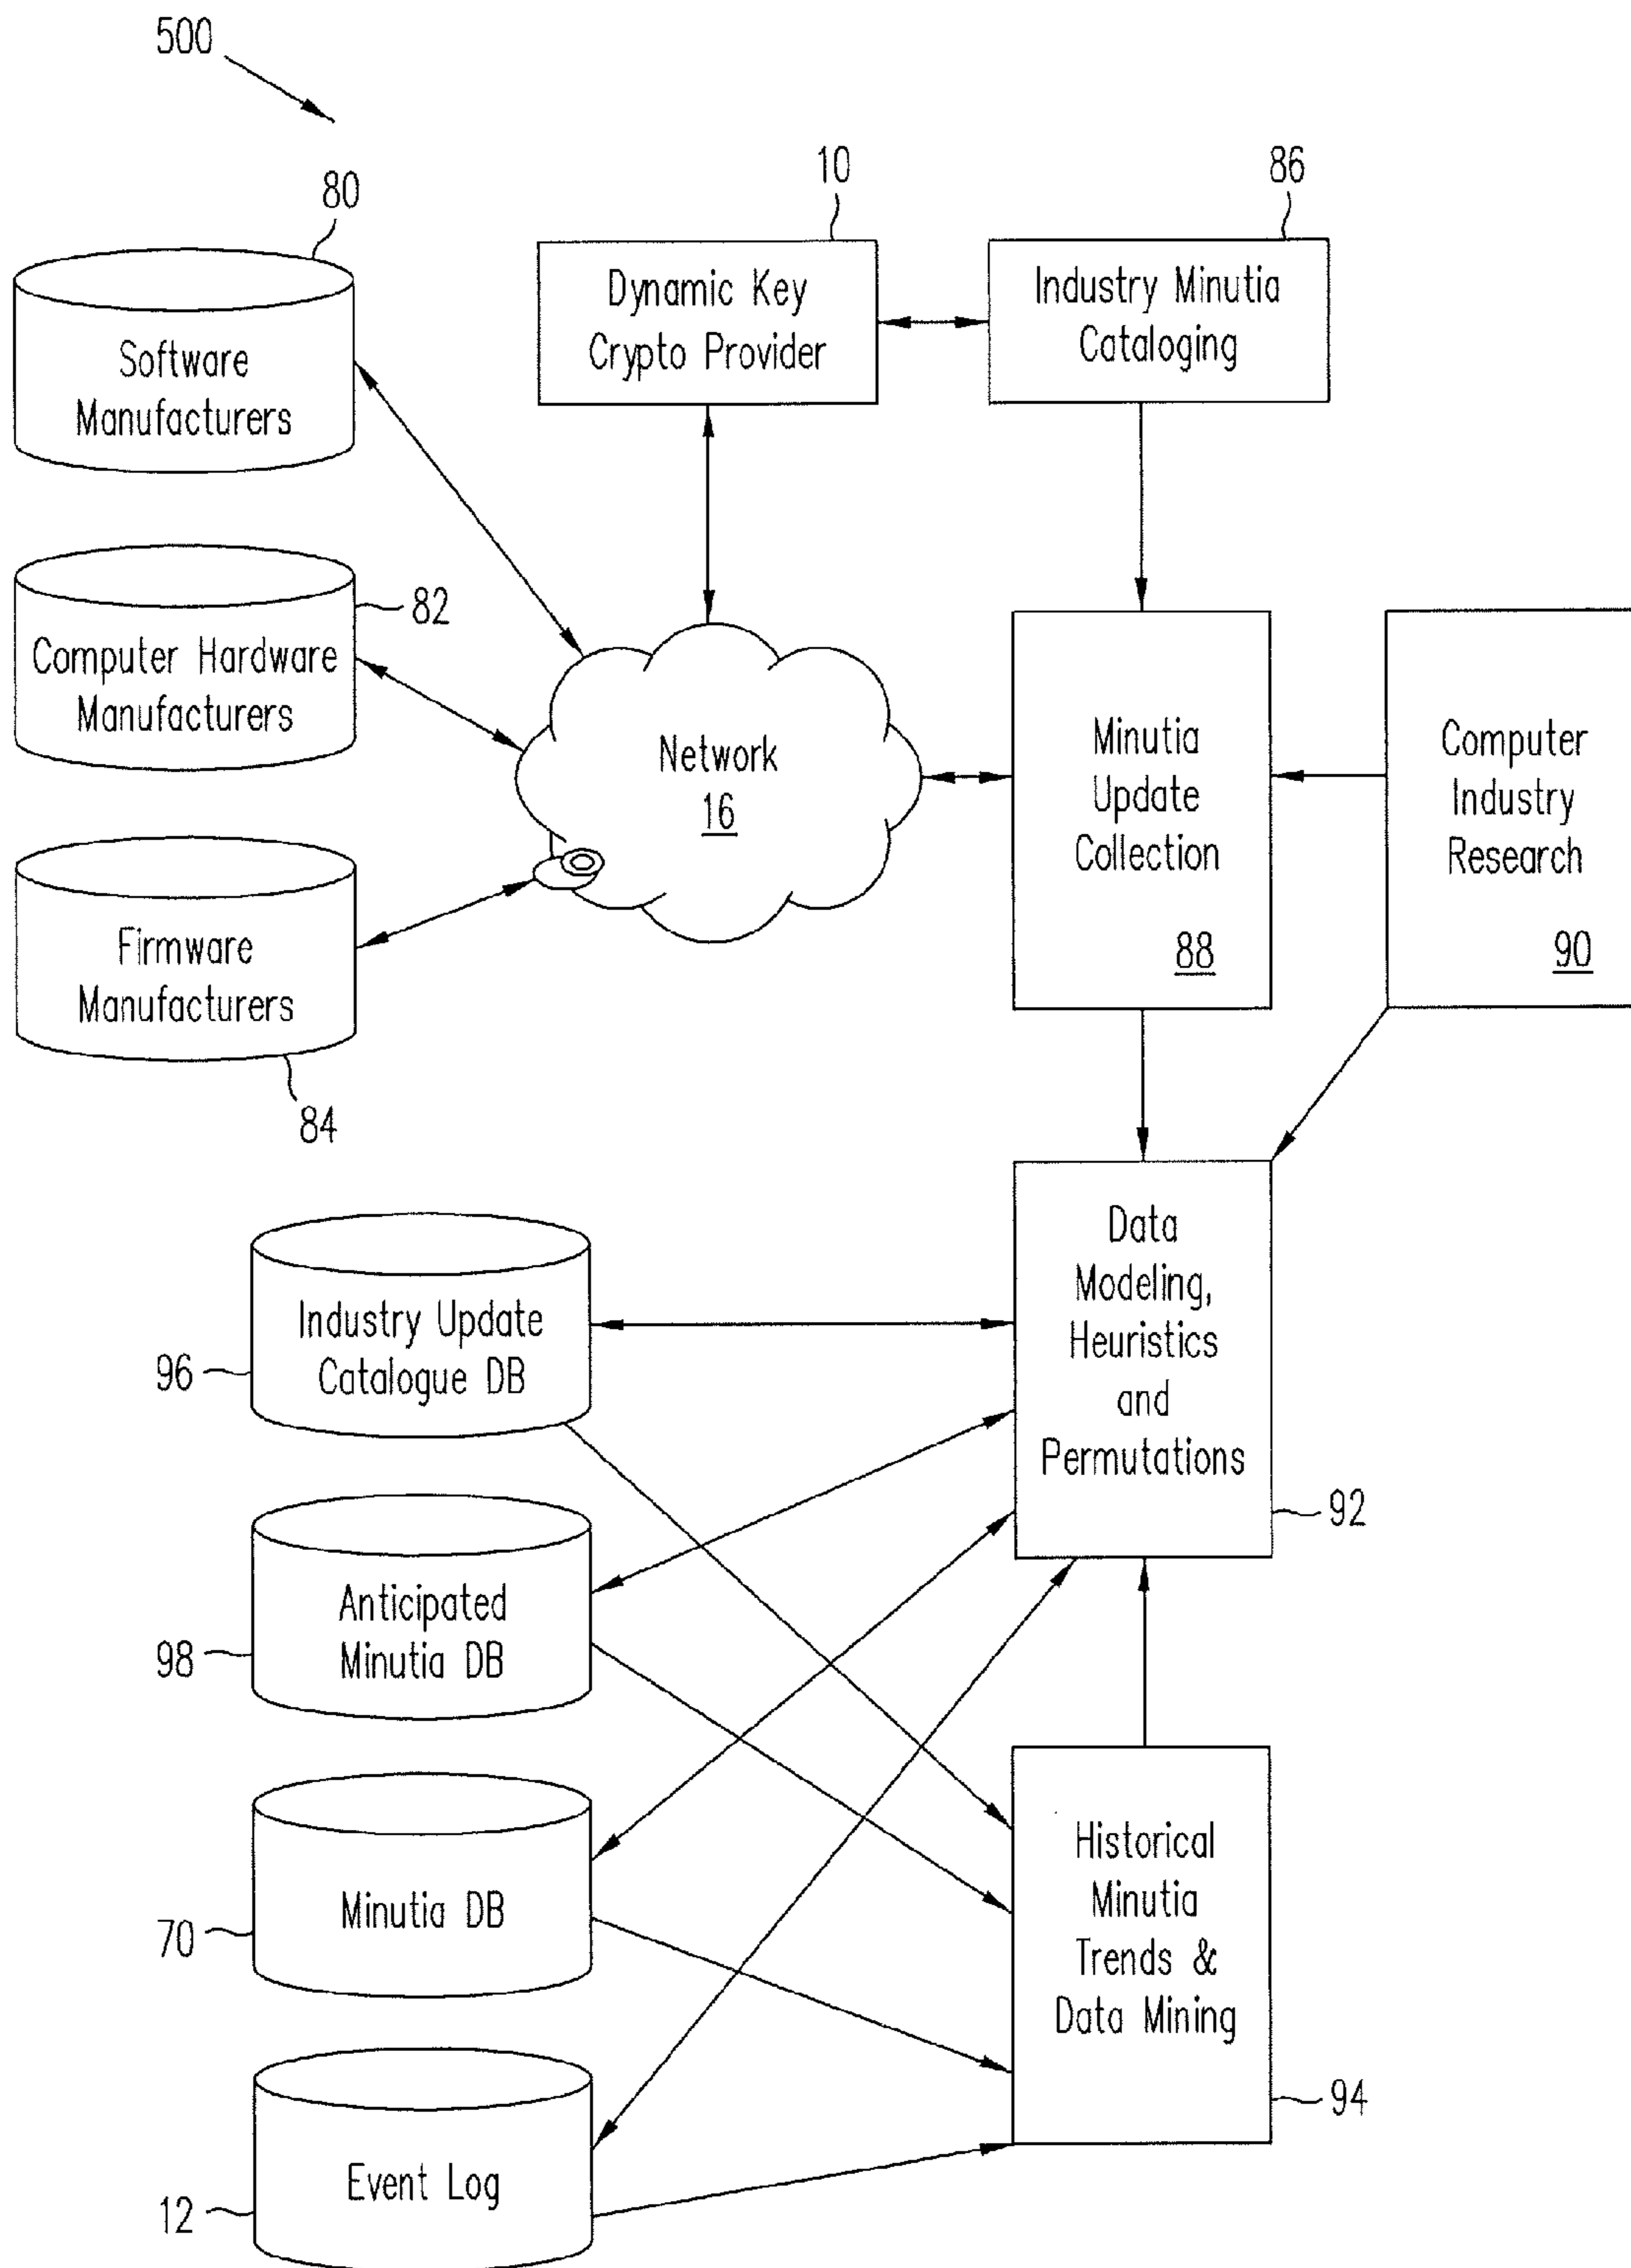 500
80
10
86
Software
Manufacturers
Dynamic Key
Crypto Provider
Industry Minutia
Cataloging
82
Computer Hardware
Manufacturers
Network
16
Minutia
Update
Collection
88
Computer
Industry
Research
90
Firmware
Manufacturers
84
Data
Modeling,
Heuristics
and
Permutations
92
Industry Update
Catalogue DB
96
Anticipated
Minutia DB
98
Minutia DB
70
Historical
Minutia
Trends &
Data Mining
94
Event Log
12